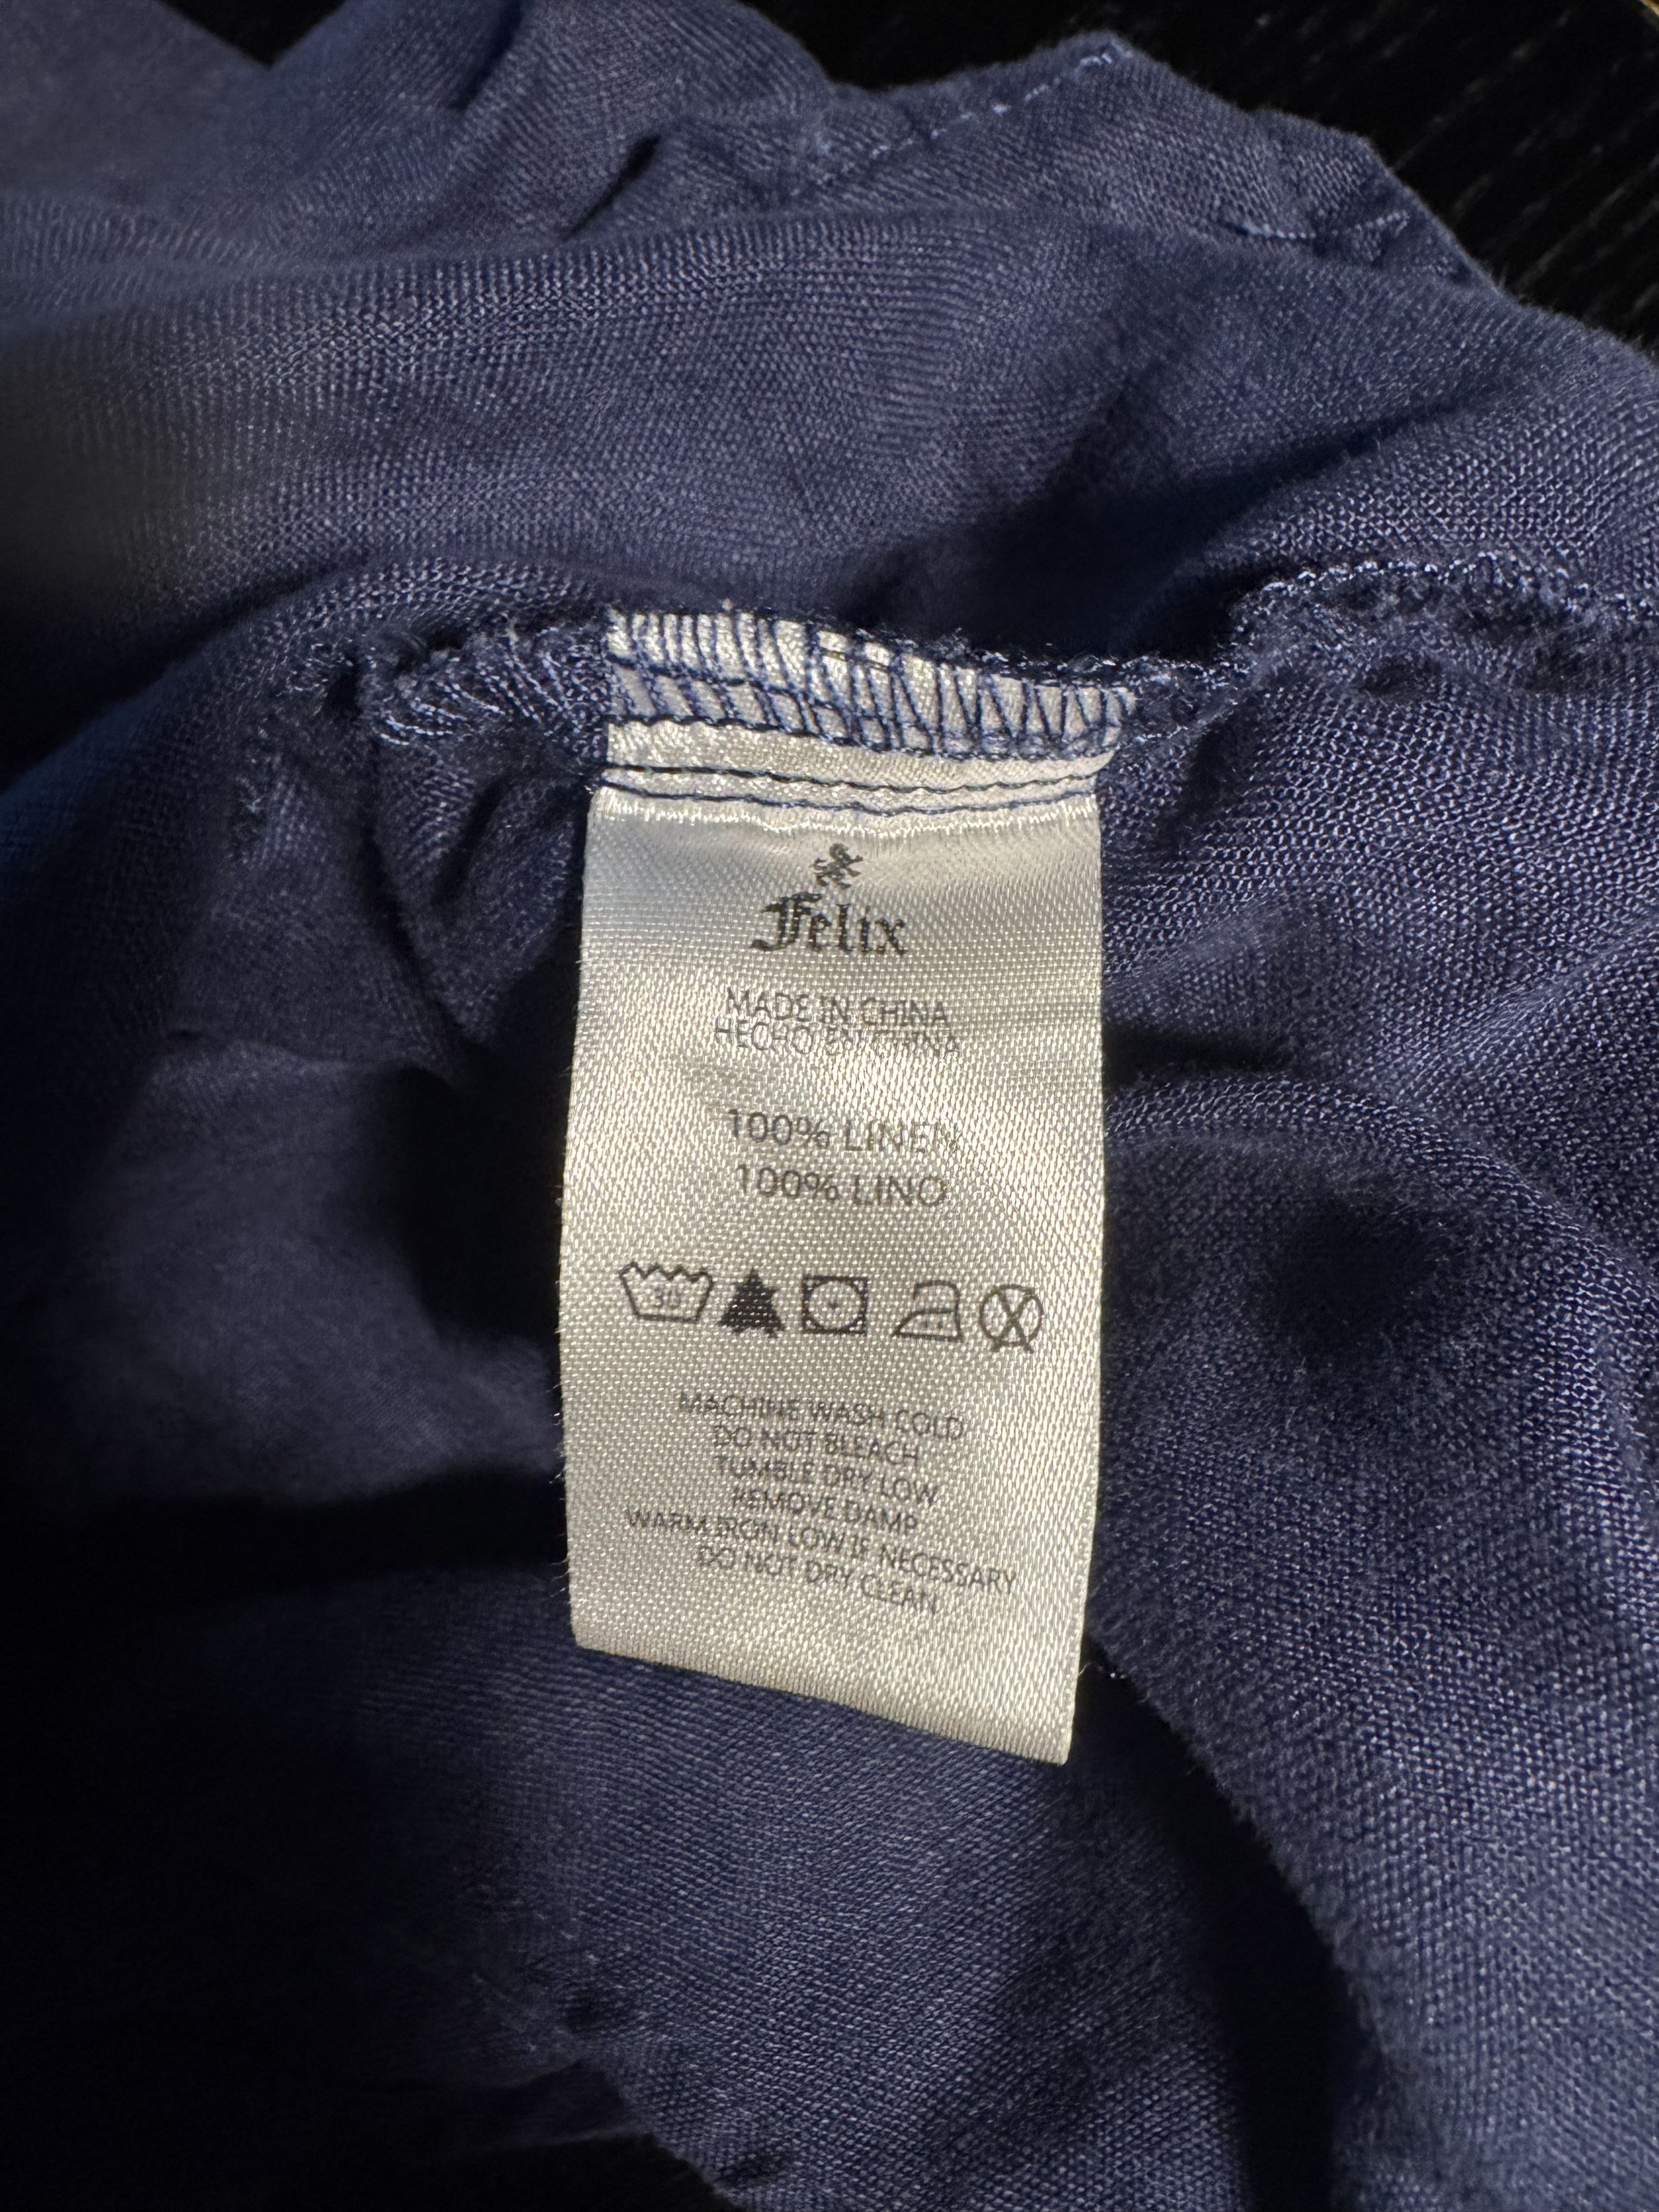 Felix
MADE IN CHINA
HECHO EN CHINA
100% LINEN
100% LINO
30
MACHINE WASH COLD
DO NOT BLEACH
TUMBLE DRY LOW
REMOVE DAMP
WARM IRON LOW IF NECESSARY
DO NOT DRY CLEAN